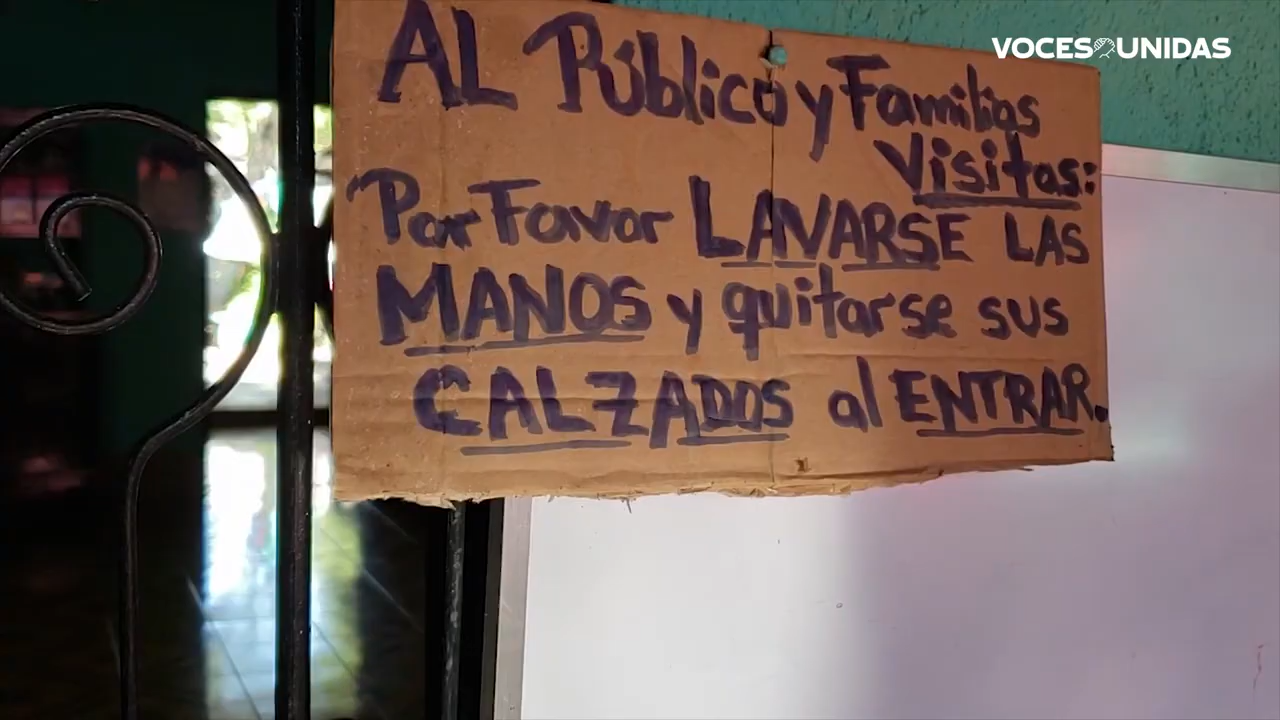 VOCES UNIDAS
AL Público y Familias
Visitas:
Por Favor LAVARSE LAS
MANOS y quitarse sus
CALZADOS al ENTRAR.